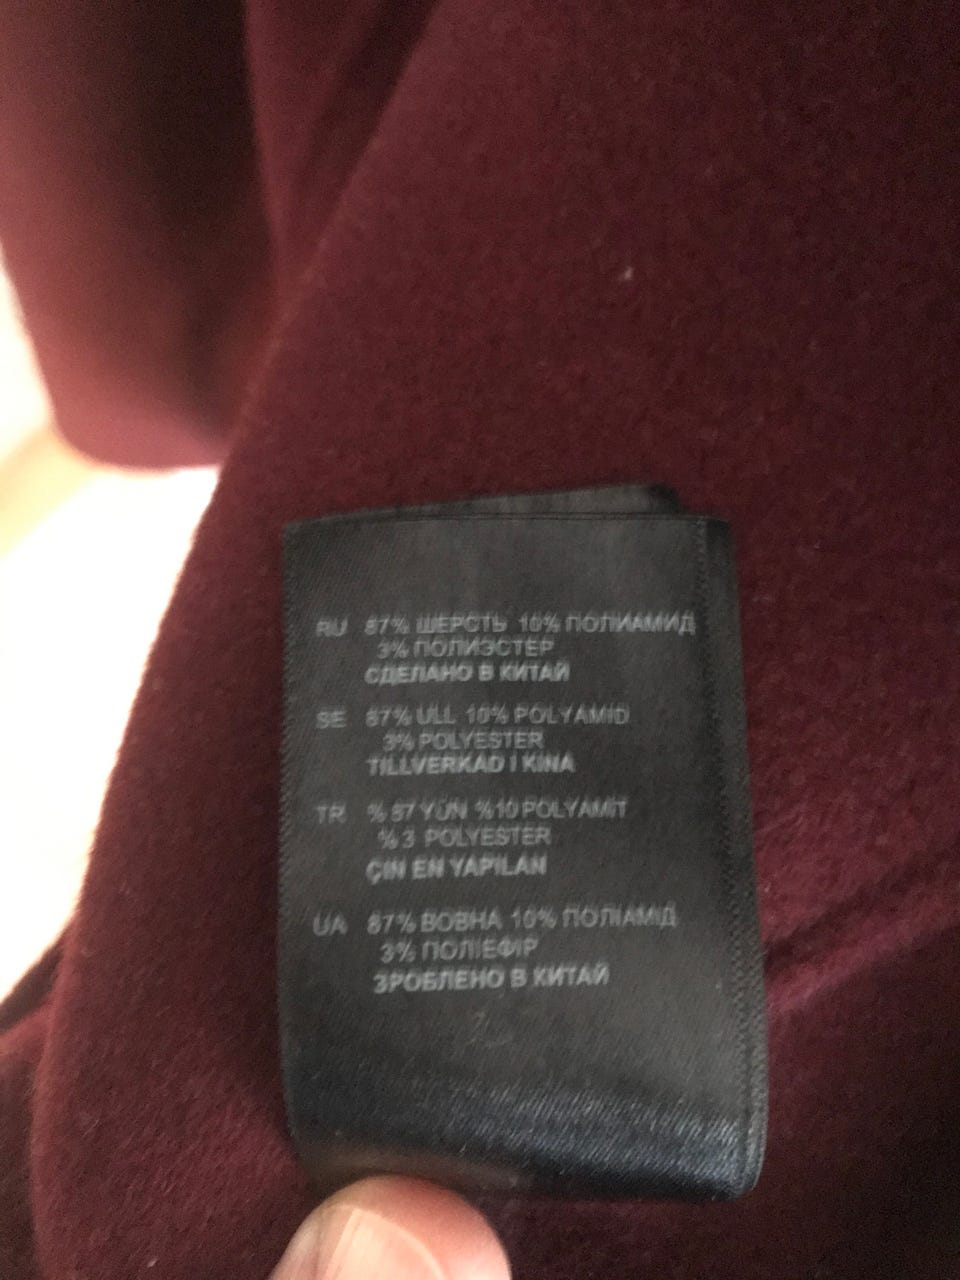 RU 87% ШЕРСТЬ 10% ПОЛИАМИД
3% ПОЛИЭСТЕР
СДЕЛАНО В КИТАЙ
SE 87% ULL 10% POLYAMID
3% POLYESTER
TILLVERKAD I KINA
TR % 87 YÜN %10 POLYAMIT
% 3 POLYESTER
ÇIN EN YAPILAN
UA 87% ВОВНА 10% ПОЛІАМІД
3% ПОЛІЕФІР
ЗРОБЛЕНО В КИТАЙ